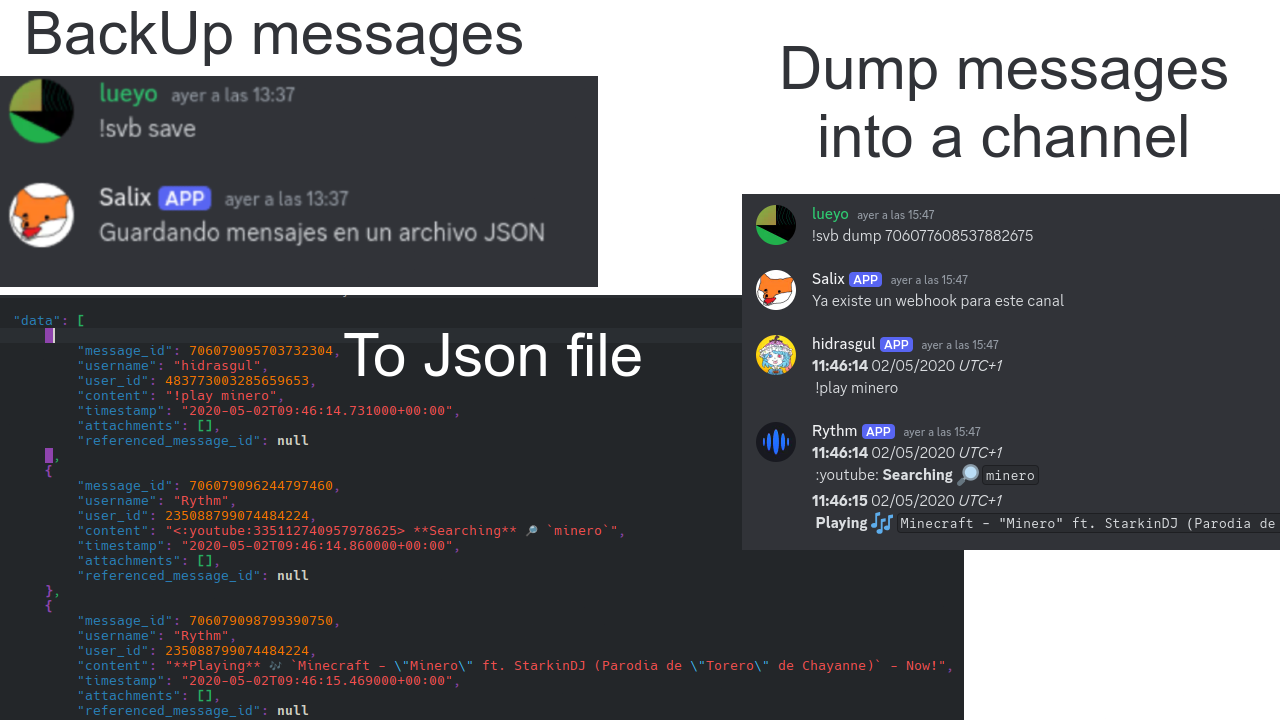 BackUp messages
lueyo ayer a las 13:37
!svb save
Salix APP ayer a las 13:37
Guardando mensajes en un archivo JSON
To Json file
"data": [
{
"message_id": 706079095703732304,
"username": "hidrasgul",
"user_id": 483773003285659653,
"content": "!play minero",
"timestamp": "2020-05-02T09:46:14.731000+00:00",
"attachments": [],
"referenced_message_id": null
},
{
"message_id": 706079096244797460,
"username": "Rythm",
"user_id": 235088799074484224,
"content": "<:youtube:335112740957978625> **Searching** 🔎 `minero`",
"timestamp": "2020-05-02T09:46:14.860000+00:00",
"attachments": [],
"referenced_message_id": null
},
{
"message_id": 706079098799390750,
"username": "Rythm",
"user_id": 235088799074484224,
"content": "**Playing** 🎶 `Minecraft - \"Minero\" ft. StarkinDJ (Parodia de \"Torero\" de Chayanne)` - Now!",
"timestamp": "2020-05-02T09:46:15.469000+00:00",
"attachments": [],
"referenced_message_id": null
Dump messages
into a channel
lueyo ayer a las 15:47
!svb dump 706077608537882675
Salix APP ayer a las 15:47
Ya existe un webhook para este canal
hidrasgul APP ayer a las 15:47
11:46:14 02/05/2020 UTC+1
!play minero
Rythm APP ayer a las 15:47
11:46:14 02/05/2020 UTC+1
:youtube: Searching 🔎 minero
11:46:15 02/05/2020 UTC+1
Playing 🎶 Minecraft - "Minero" ft. StarkinDJ (Parodia de